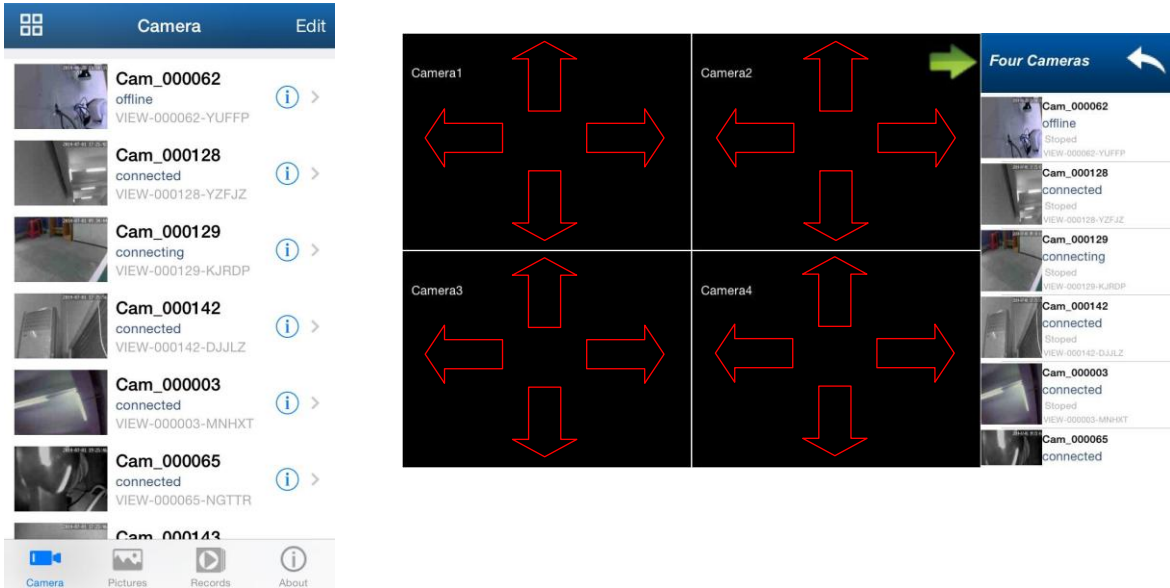 Camera
Edit
Cam_000062
offline
VIEW-000062-YUFFP
Cam_000128
connected
VIEW-000128-YZFJZ
Cam_000129
connecting
VIEW-000129-KJRDP
Cam_000142
connected
VIEW-000142-DJJLZ
Cam_000003
connected
VIEW-000003-MNHXT
Cam_000065
connected
VIEW-000065-NGTTR
Cam_000143
Camera
Pictures
Records
About
Camera1
Camera2
Camera3
Camera4
Four Cameras
Cam_000062
offline
Stoped
VIEW-000062-YUFFP
Cam_000128
connected
Stoped
VIEW-000128-YZFJZ
Cam_000129
connecting
Stoped
VIEW-000129-KJRDP
Cam_000142
connected
Stoped
VIEW-000142-DJJLZ
Cam_000003
connected
Stoped
VIEW-000003-MNHXT
Cam_000065
connected